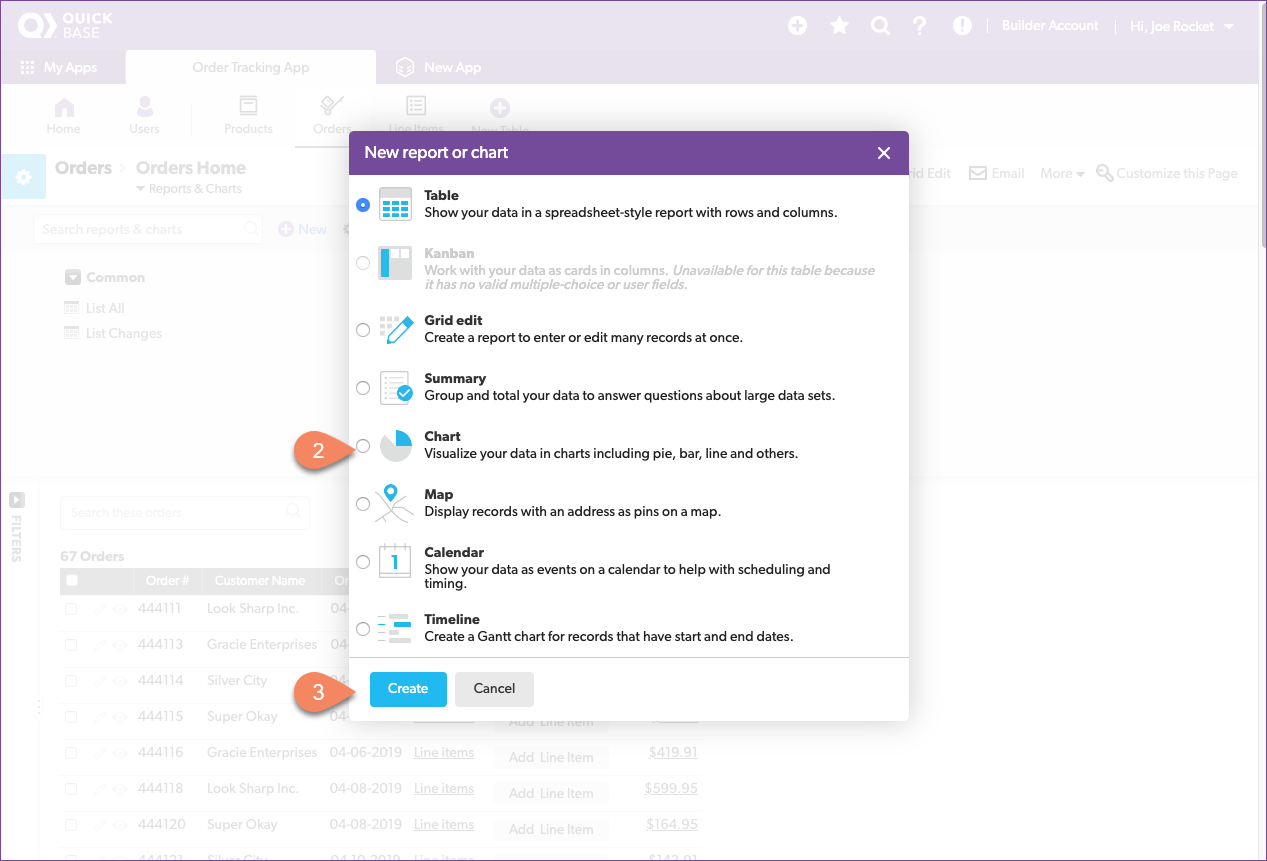 QUICK
BASE
Builder Account
Hi, Joe Rocket
My Apps
Order Tracking App
New App
Home
Users
Products
Orders
Line Items
New Table
Orders > Orders Home
Reports & Charts
rid Edit
Email
More
Customize this Page
Search reports & charts
New
Common
List All
List Changes
New report or chart
Table
Show your data in a spreadsheet-style report with rows and columns.
Kanban
Work with your data as cards in columns. Unavailable for this table because
it has no valid multiple-choice or user fields.
Grid edit
Create a report to enter or edit many records at once.
Summary
Group and total your data to answer questions about large data sets.
2
Chart
Visualize your data in charts including pie, bar, line and others.
Map
Display records with an address as pins on a map.
1
Calendar
Show your data as events on a calendar to help with scheduling and
timing.
Timeline
Create a Gantt chart for records that have start and end dates.
3
Create
Cancel
FILTERS
Search these orders
67 Orders
Order # Customer Name Or
444111 Look Sharp Inc. 04-
444113 Gracie Enterprises 04-
444114 Silver City 04-
444115 Super Okay 04- Add Line Item
444116 Gracie Enterprises 04-06-2019 Line items Add Line Item $419.91
444118 Look Sharp Inc. 04-08-2019 Line items Add Line Item $599.95
444120 Super Okay 04-08-2019 Line items Add Line Item $164.95
444121 Silver City 04-10-2019 Line items $143.91